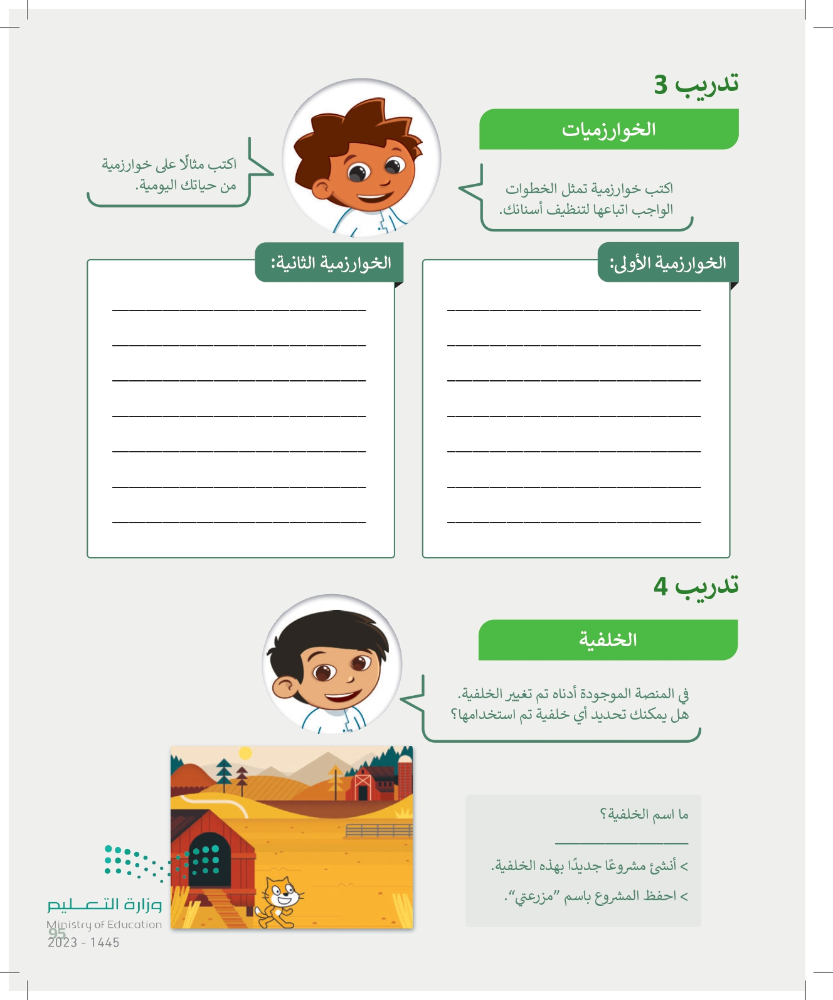 تدريب 3
الخوارزميات
اكتب خوارزمية تمثل الخطوات
الواجب اتباعها لتنظيف أسنانك.
اكتب مثالًا على خوارزمية
من حياتك اليومية.
الخوارزمية الأولى:
الخوارزمية الثانية:
تدريب 4
الخلفية
في المنصة الموجودة أدناه تم تغيير الخلفية.
هل يمكنك تحديد أي خلفية تم استخدامها؟
ما اسم الخلفية؟
> أنشئ مشروعًا جديدًا بهذه الخلفية.
> احفظ المشروع باسم ”مزرعتي“.
وزارة التعليم
Ministry of Education
95
2023 - 1445